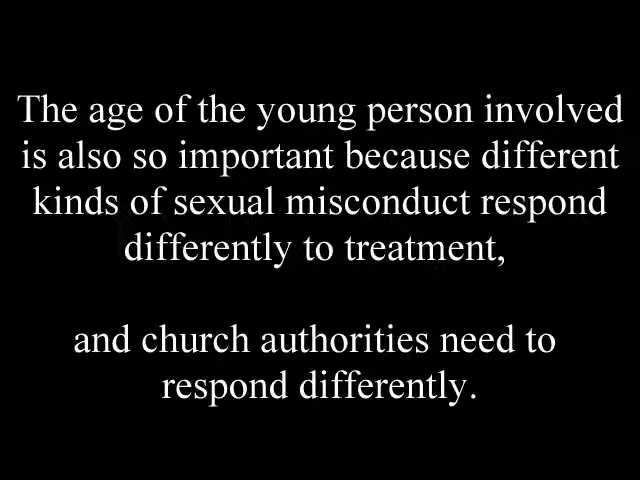 The age of the young person involved
is also so important because different
kinds of sexual misconduct respond
differently to treatment,
and church authorities need to
respond differently.